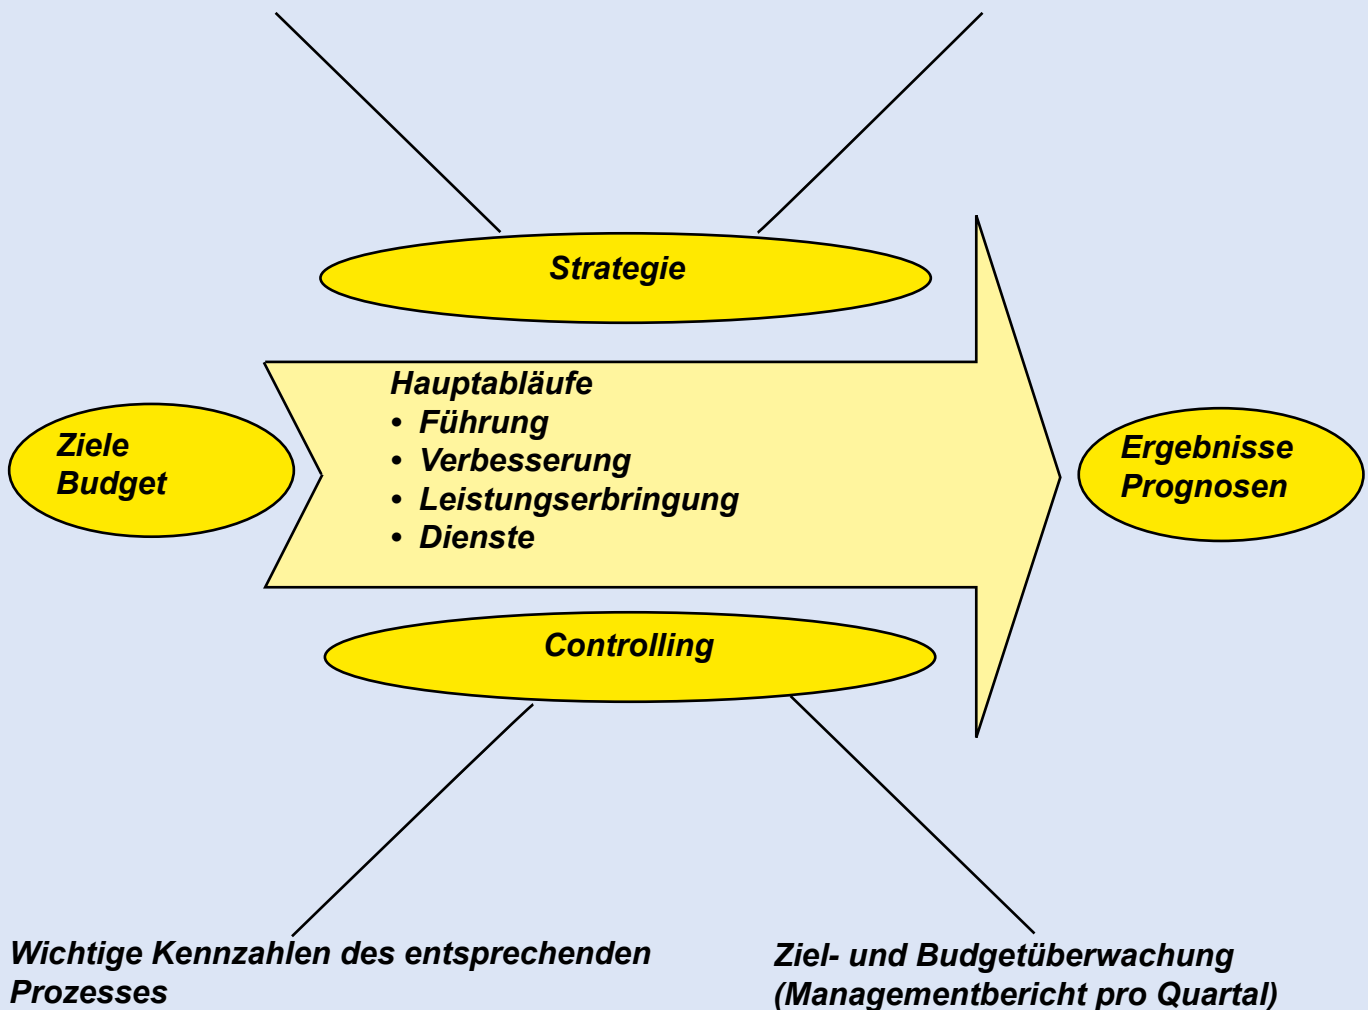 Strategie
Hauptabläufe
• Führung
• Verbesserung
• Leistungserbringung
• Dienste
Ziele
Budget
Ergebnisse
Prognosen
Controlling
Wichtige Kennzahlen des entsprechenden
Prozesses
Ziel- und Budgetüberwachung
(Managementbericht pro Quartal)